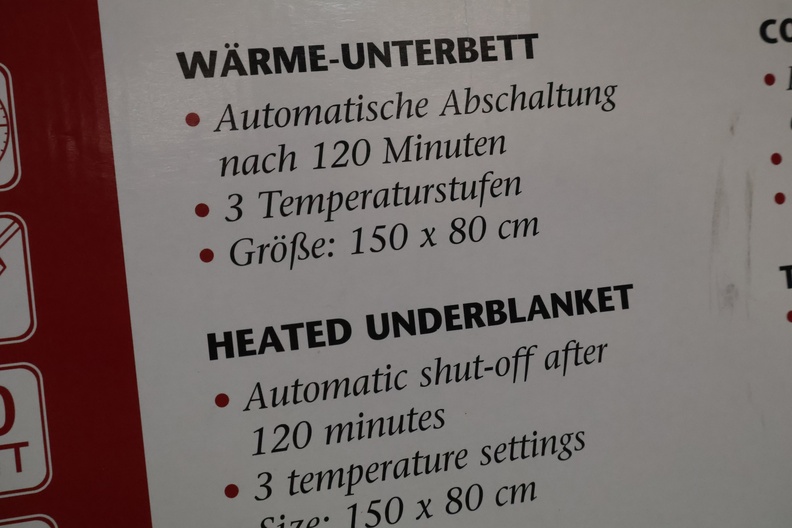 WÄRME-UNTERBETT
• Automatische Abschaltung
nach 120 Minuten
• 3 Temperaturstufen
• Größe: 150 x 80 cm
HEATED UNDERBLANKET
• Automatic shut-off after
120 minutes
• 3 temperature settings
Size: 150 x 80 cm